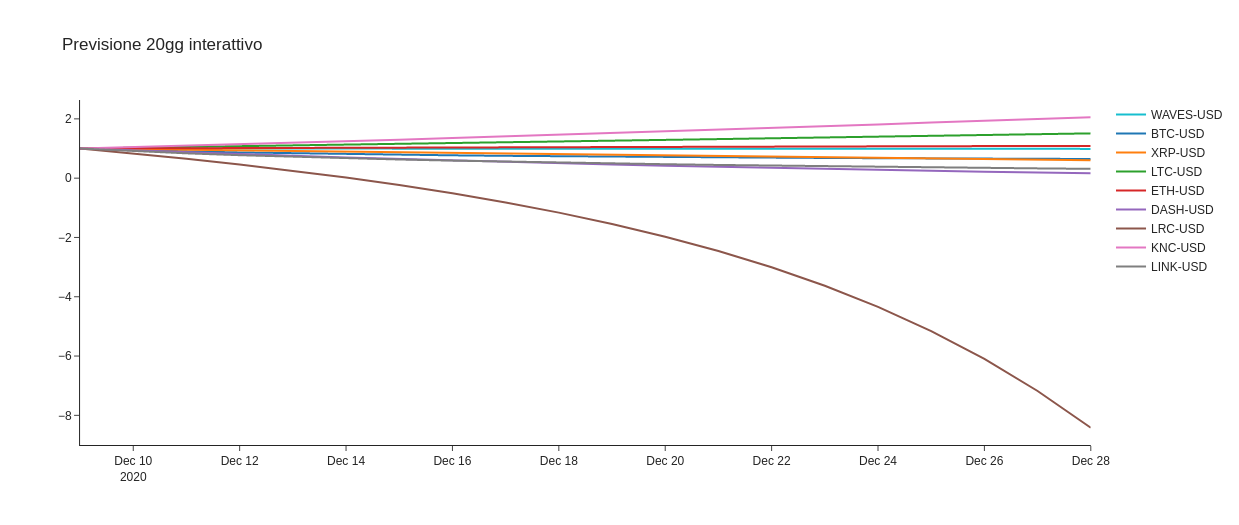 Previsione 20gg interattivo
2
0
−2
−4
−6
−8
Dec 10
2020
Dec 12
Dec 14
Dec 16
Dec 18
Dec 20
Dec 22
Dec 24
Dec 26
Dec 28
WAVES-USD
BTC-USD
XRP-USD
LTC-USD
ETH-USD
DASH-USD
LRC-USD
KNC-USD
LINK-USD